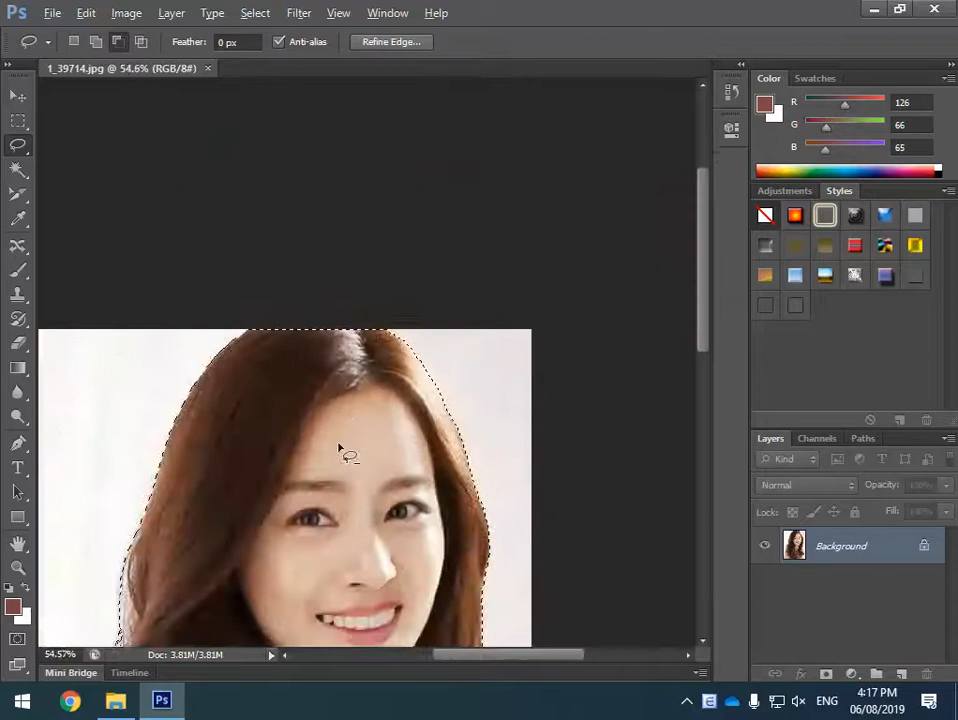 Ps File Edit Image Layer Type Select Filter View Window Help
Feather: 0 px Anti-alias Refine Edge...
1_39714.jpg @ 54.6% (RGB/8#) ×
Color Swatches
R 126
G 66
B 65
Adjustments Styles
Layers Channels Paths
Kind
Normal Opacity: 100%
Lock: Fill: 100%
Background
54.57% Doc: 3.81M/3.81M
Mini Bridge Timeline
Ps ENG 4:17 PM
06/08/2019